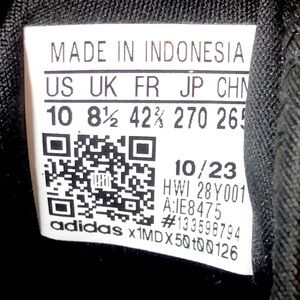 MADE IN INDONESIA
US UK FR JP CHN
10 8½ 42⅔ 270 265
10/23
HWI 28Y001
A:IE8475
#133598794
adidas x1MDX50t00126